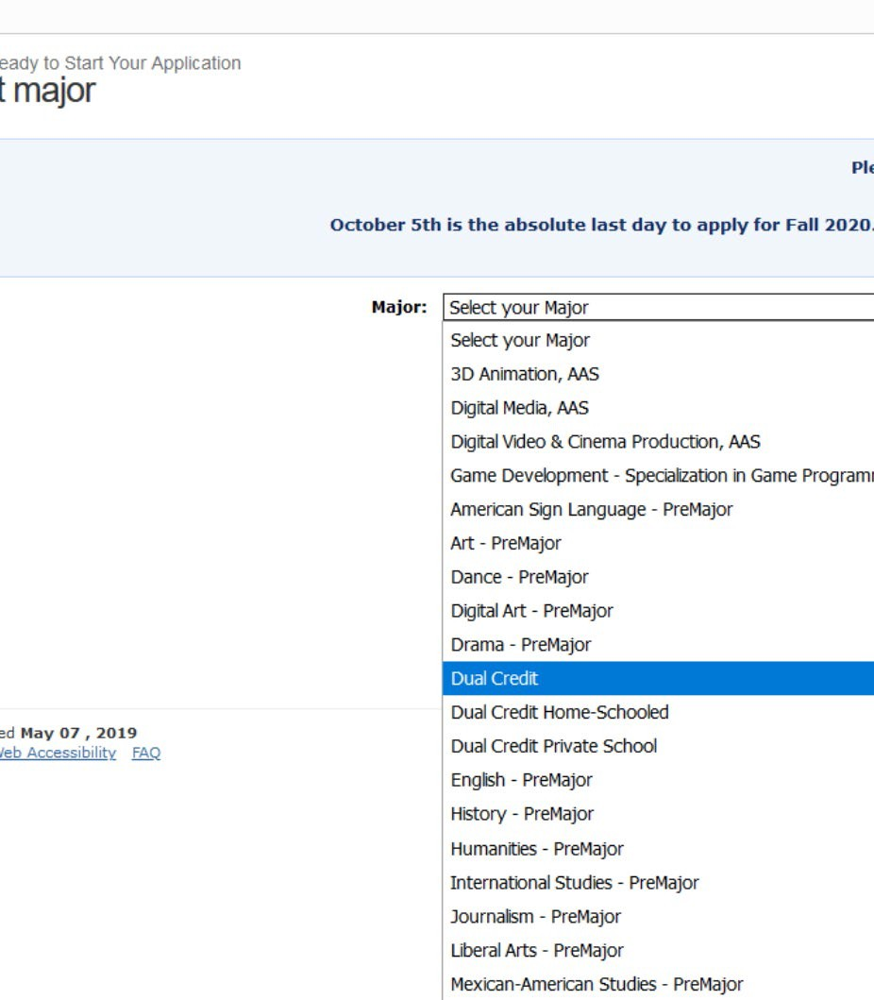 eady to Start Your Application
t major
Ple
October 5th is the absolute last day to apply for Fall 2020.
Major: Select your Major
Select your Major
3D Animation, AAS
Digital Media, AAS
Digital Video & Cinema Production, AAS
Game Development - Specialization in Game Program
American Sign Language - PreMajor
Art - PreMajor
Dance - PreMajor
Digital Art - PreMajor
Drama - PreMajor
Dual Credit
Dual Credit Home-Schooled
ed May 07 , 2019
Dual Credit Private School
Web Accessibility FAQ
English - PreMajor
History - PreMajor
Humanities - PreMajor
International Studies - PreMajor
Journalism - PreMajor
Liberal Arts - PreMajor
Mexican-American Studies - PreMajor